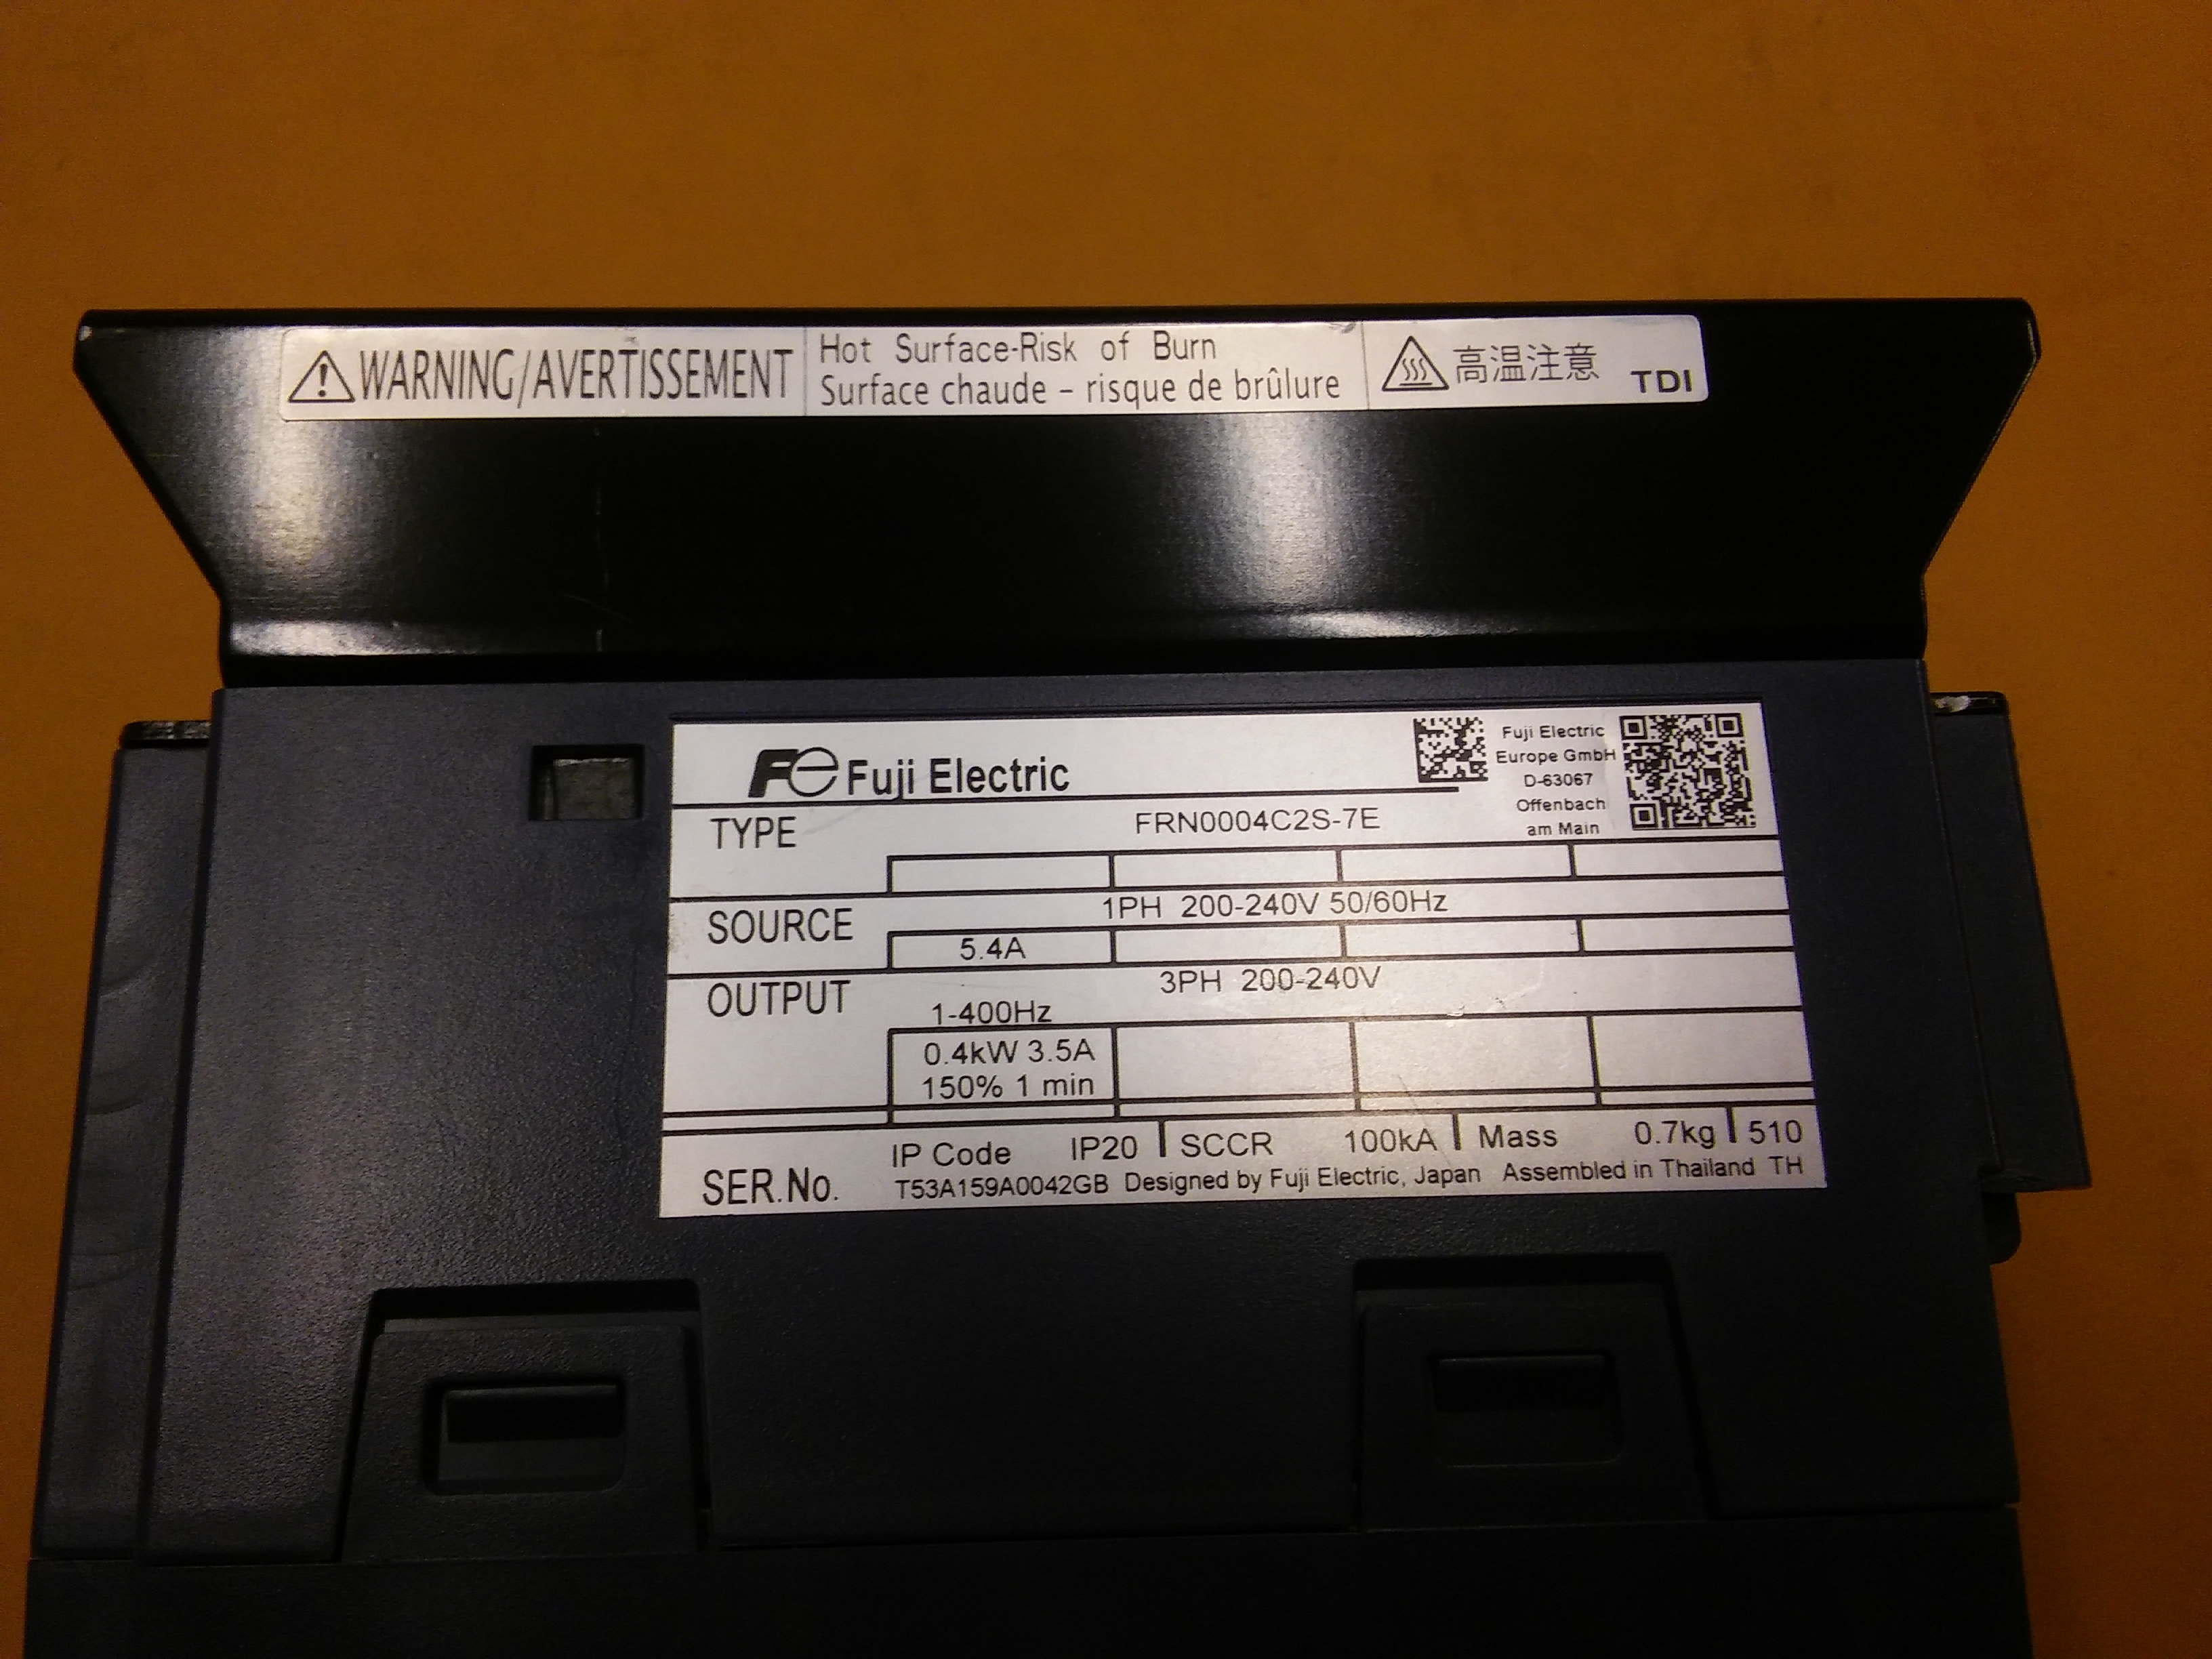 WARNING/AVERTISSEMENT
Hot Surface-Risk of Burn
Surface chaude – risque de brûlure
高温注意 TDI
Fe Fuji Electric
Fuji Electric
Europe GmbH
D-63067
Offenbach
am Main
TYPE FRN0004C2S-7E
SOURCE 1PH 200-240V 50/60Hz
5.4A
OUTPUT 3PH 200-240V
1-400Hz
0.4kW 3.5A
150% 1 min
IP Code IP20 SCCR 100kA Mass 0.7kg 510
SER.No. T53A159A0042GB Designed by Fuji Electric, Japan Assembled in Thailand TH